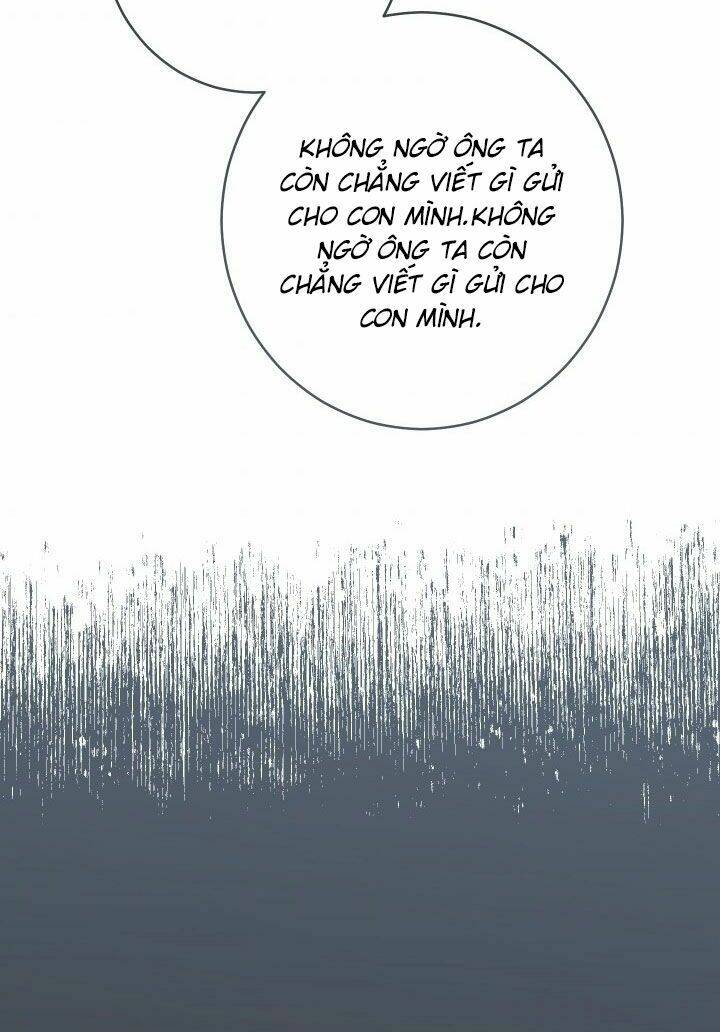 KHÔNG NGỜ ÔNG TA
CÒN CHẲNG VIẾT GÌ GỬI
CHO CON MÌNH.KHÔNG
NGỜ ÔNG TA CÒN
CHẲNG VIẾT GÌ GỬI CHO
CON MÌNH.